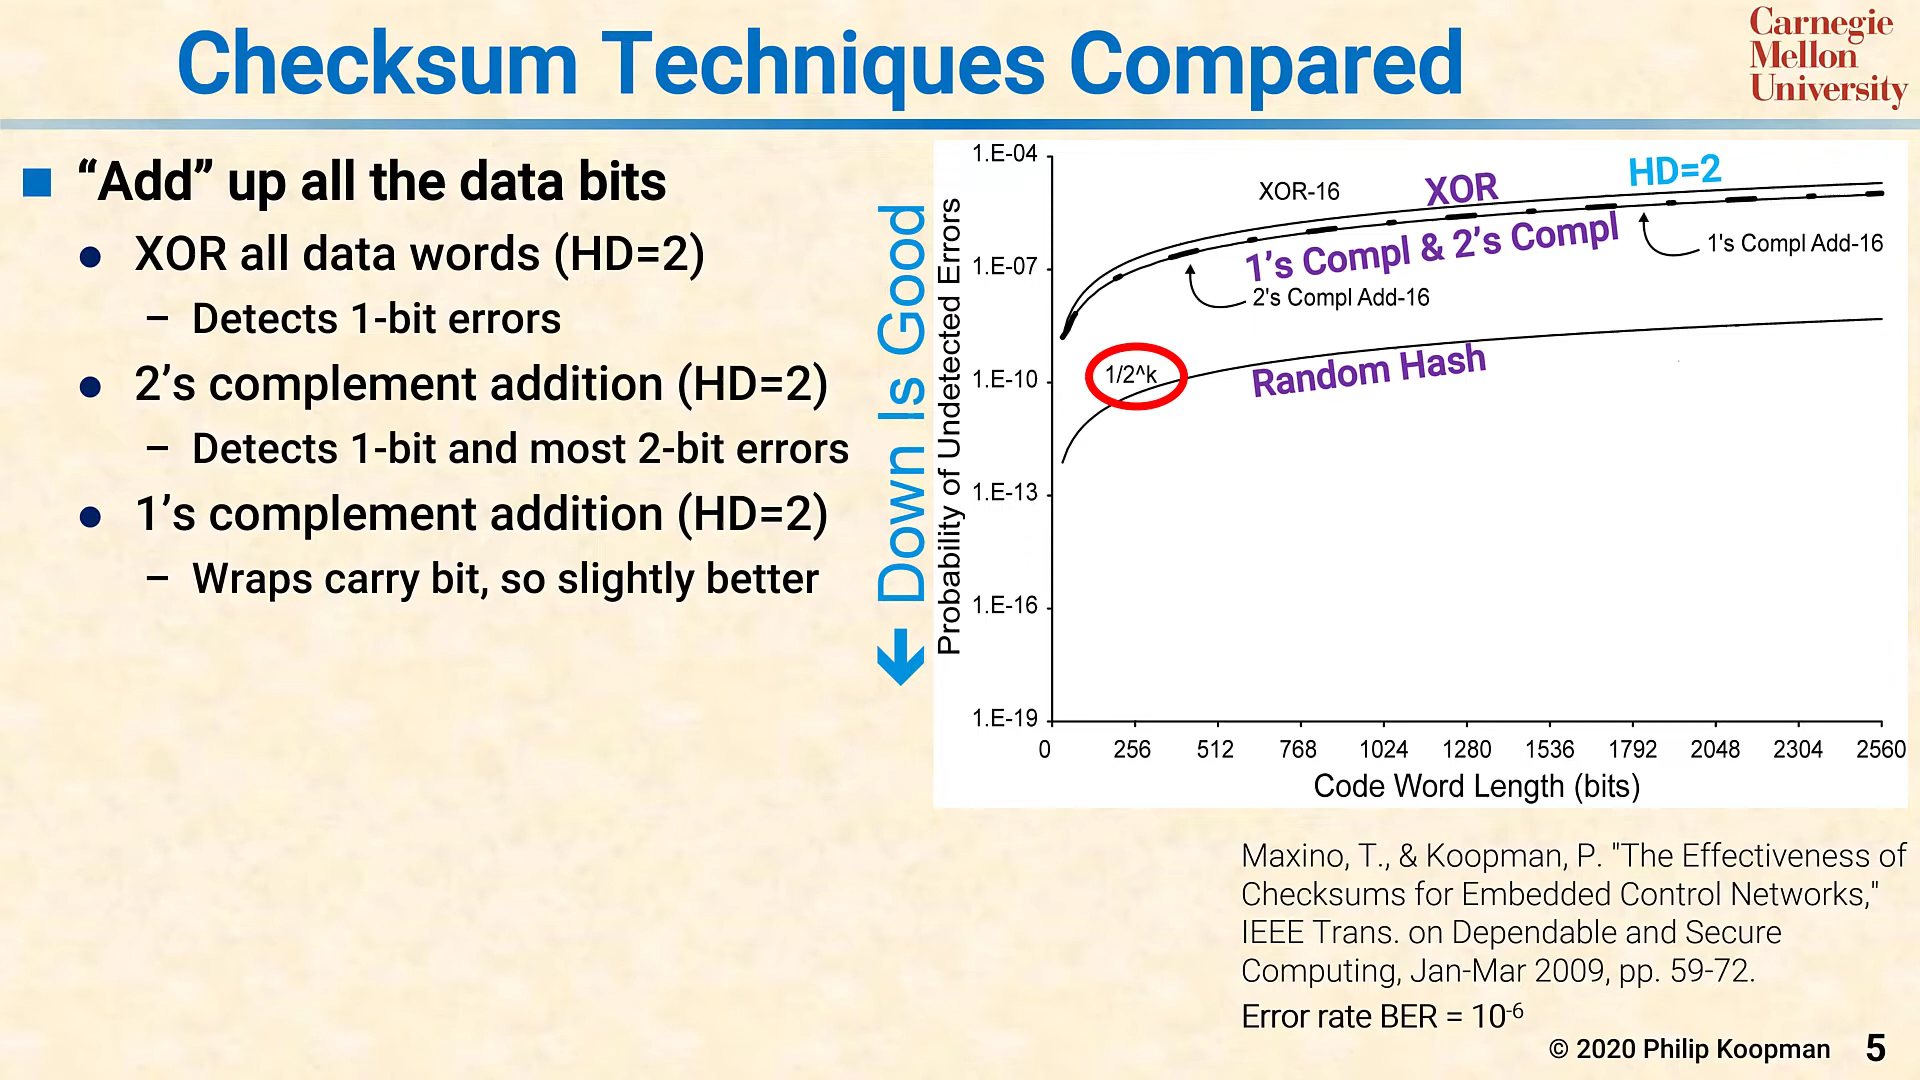 Checksum Techniques Compared
Carnegie
Mellon
University
“Add” up all the data bits
XOR all data words (HD=2)
– Detects 1-bit errors
2’s complement addition (HD=2)
– Detects 1-bit and most 2-bit errors
1’s complement addition (HD=2)
– Wraps carry bit, so slightly better
← Down Is Good
Probability of Undetected Errors
1.E-04
1.E-07
1.E-10
1.E-13
1.E-16
1.E-19
XOR-16
XOR
HD=2
1’s Compl & 2’s Compl
1's Compl Add-16
2's Compl Add-16
1/2^k
Random Hash
0 256 512 768 1024 1280 1536 1792 2048 2304 2560
Code Word Length (bits)
Maxino, T., & Koopman, P. "The Effectiveness of
Checksums for Embedded Control Networks,"
IEEE Trans. on Dependable and Secure
Computing, Jan-Mar 2009, pp. 59-72.
Error rate BER = 10⁻⁶
© 2020 Philip Koopman 5